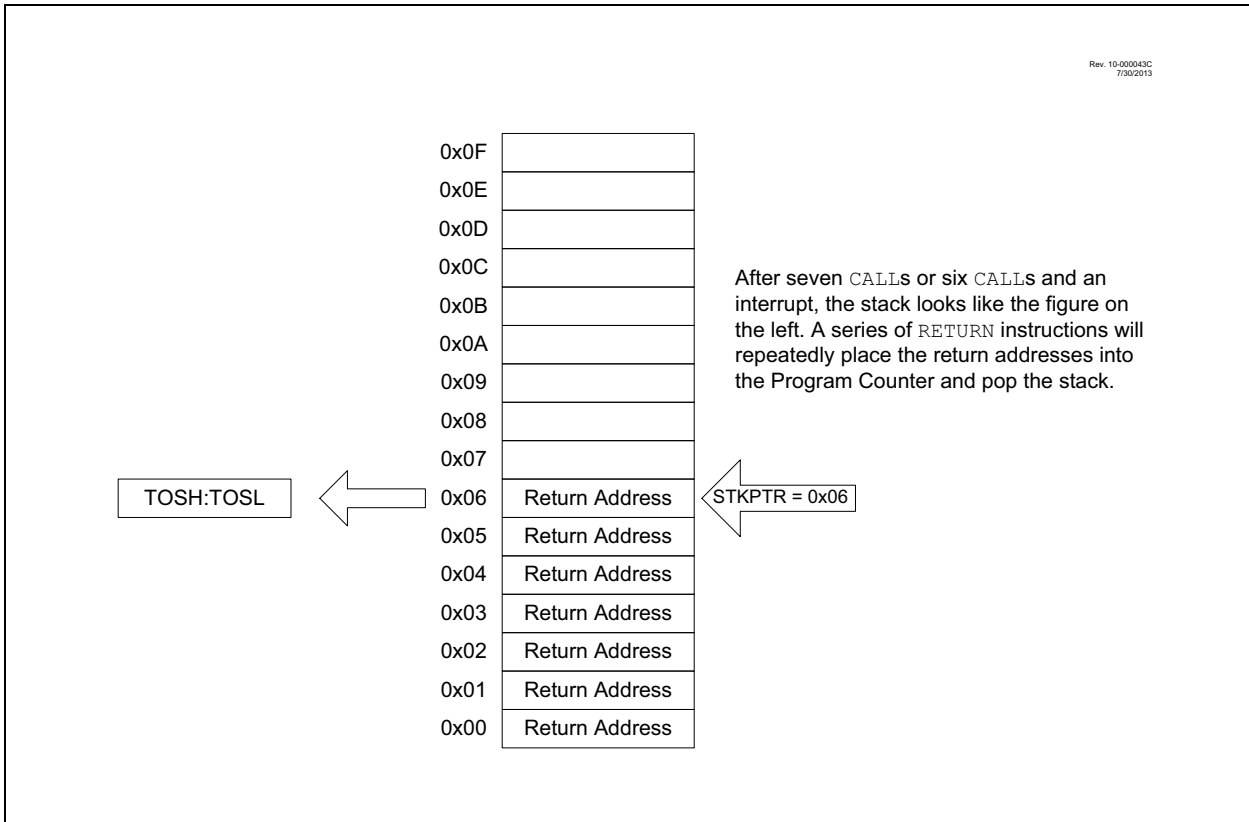 Rev. 10-000043C
7/30/2013
0x0F
0x0E
0x0D
0x0C
0x0B
0x0A
0x09
0x08
0x07
TOSH:TOSL
0x06 Return Address
STKPTR = 0x06
0x05 Return Address
0x04 Return Address
0x03 Return Address
0x02 Return Address
0x01 Return Address
0x00 Return Address
After seven CALLs or six CALLs and an
interrupt, the stack looks like the figure on
the left. A series of RETURN instructions will
repeatedly place the return addresses into
the Program Counter and pop the stack.